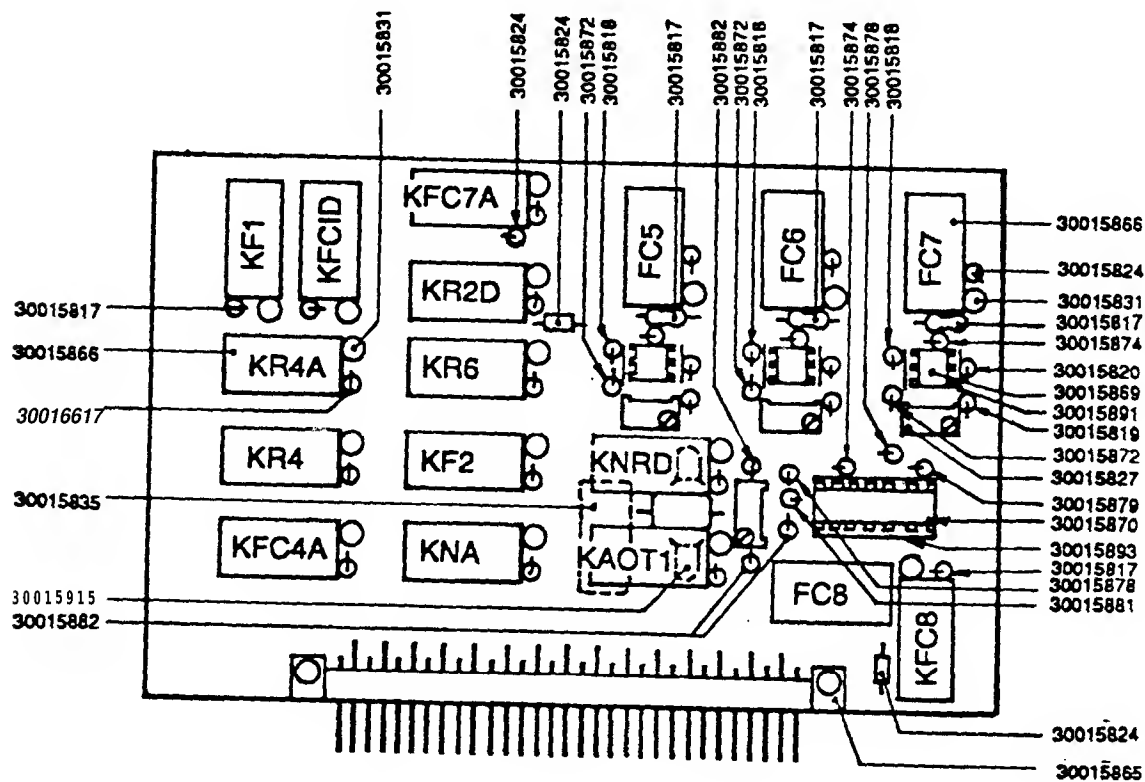 30015831
30015824
30015824
30015872
30015818
30015817
30015882
30015872
30015818
30015817
30015874
30015878
30015818
KF1
KFCID
KFC7A
FC5
FC6
FC7
30015866
30015824
30015831
30015817
30015874
30015820
30015869
30015891
30015819
30015872
30015827
30015879
30015870
30015893
30015817
30015878
30015881
30015824
30015865
30015817
30015866
30016617
30015835
30015915
30015882
KR2D
KR4A
KR6
KR4
KF2
KNRD
KFC4A
KNA
KAOT1
FC8
KFC8